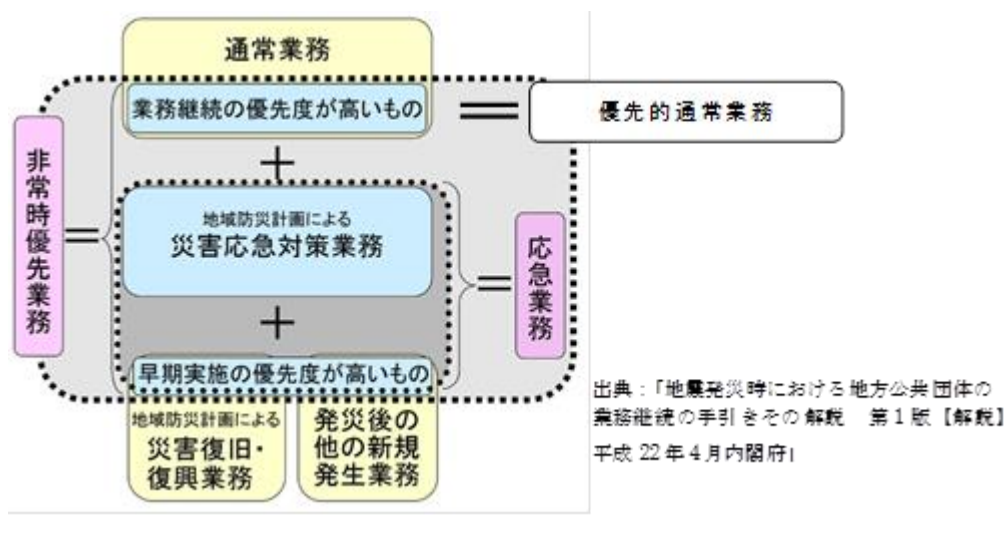 通常業務
業務継続の優先度が高いもの
=
優先的通常業務
+
非常時優先業務
=
地域防災計画による
災害応急対策業務
=
応急業務
+
早期実施の優先度が高いもの
地域防災計画による
災害復旧・
復興業務
発災後の
他の新規
発生業務
出典:「地震発災時における地方公共団体の
業務継続の手引きその解説 第1版【解説】
平成22年4月内閣府」